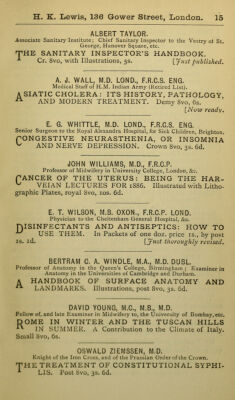 H. K. Lewis, 136 Gower Street, London. 15
ALBERT TAYLOR.
Associate Sanitary Institute; Chief Sanitary Inspector to the Vestry of St.
George, Hanover Square, etc.
THE SANITARY INSPECTOR'S HANDBOOK.
Cr. 8vo, with Illustrations, 5s. [Just published.
A. J. WALL, M.D. LOND., F.R.C.S. ENG.
Medical Staff of H.M. Indian Army (Retired List).
ASIATIC CHOLERA: ITS HISTORY, PATHOLOGY,
AND MODERN TREATMENT. Demy 8vo, 6s.
[Now ready.
E. G. WHITTLE, M.D. LOND., F.R.C.S. ENG.
Senior Surgeon to the Royal Alexandra Hospital, for Sick Children, Brighton.
CONGESTIVE NEURASTHENIA, OR INSOMNIA
AND NERVE DEPRESSION. Crown 8vo, 3s. 6d.
JOHN WILLIAMS, M.D., F.R.C.P.
Professor of Midwifery in University College, London, &c.
CANCER OF THE UTERUS: BEING THE HAR-
VEIAN LECTURES FOR 1886. Illustrated with Litho-
graphic Plates, royal 8vo, 10s. 6d.
E. T. WILSON, M.B. OXON., F.R.C.P. LOND.
Physician to the Cheltenham General Hospital, &c.
DISINFECTANTS AND ANTISEPTICS: HOW TO
USE THEM. In Packets of one doz. price 1s., by post
1s. 1d. [Just thoroughly revised.
BERTRAM C. A. WINDLE, M.A., M.D. DUBL.
Professor of Anatomy in the Queen's College, Birmingham; Examiner in
Anatomy in the Universities of Cambridge and Durham.
A HANDBOOK OF SURFACE ANATOMY AND
LANDMARKS. Illustrations, post 8vo, 3s. 6d.
DAVID YOUNG, M.C., M.B., M.D.
Fellow of, and late Examiner in Midwifery to, the University of Bombay, etc.
ROME IN WINTER AND THE TUSCAN HILLS
IN SUMMER. A Contribution to the Climate of Italy.
Small 8vo, 6s.
OSWALD ZIEMSSEN, M.D.
Knight of the Iron Cross, and of the Prussian Order of the Crown.
THE TREATMENT OF CONSTITUTIONAL SYPHI-
LIS. Post 8vo, 3s. 6d.